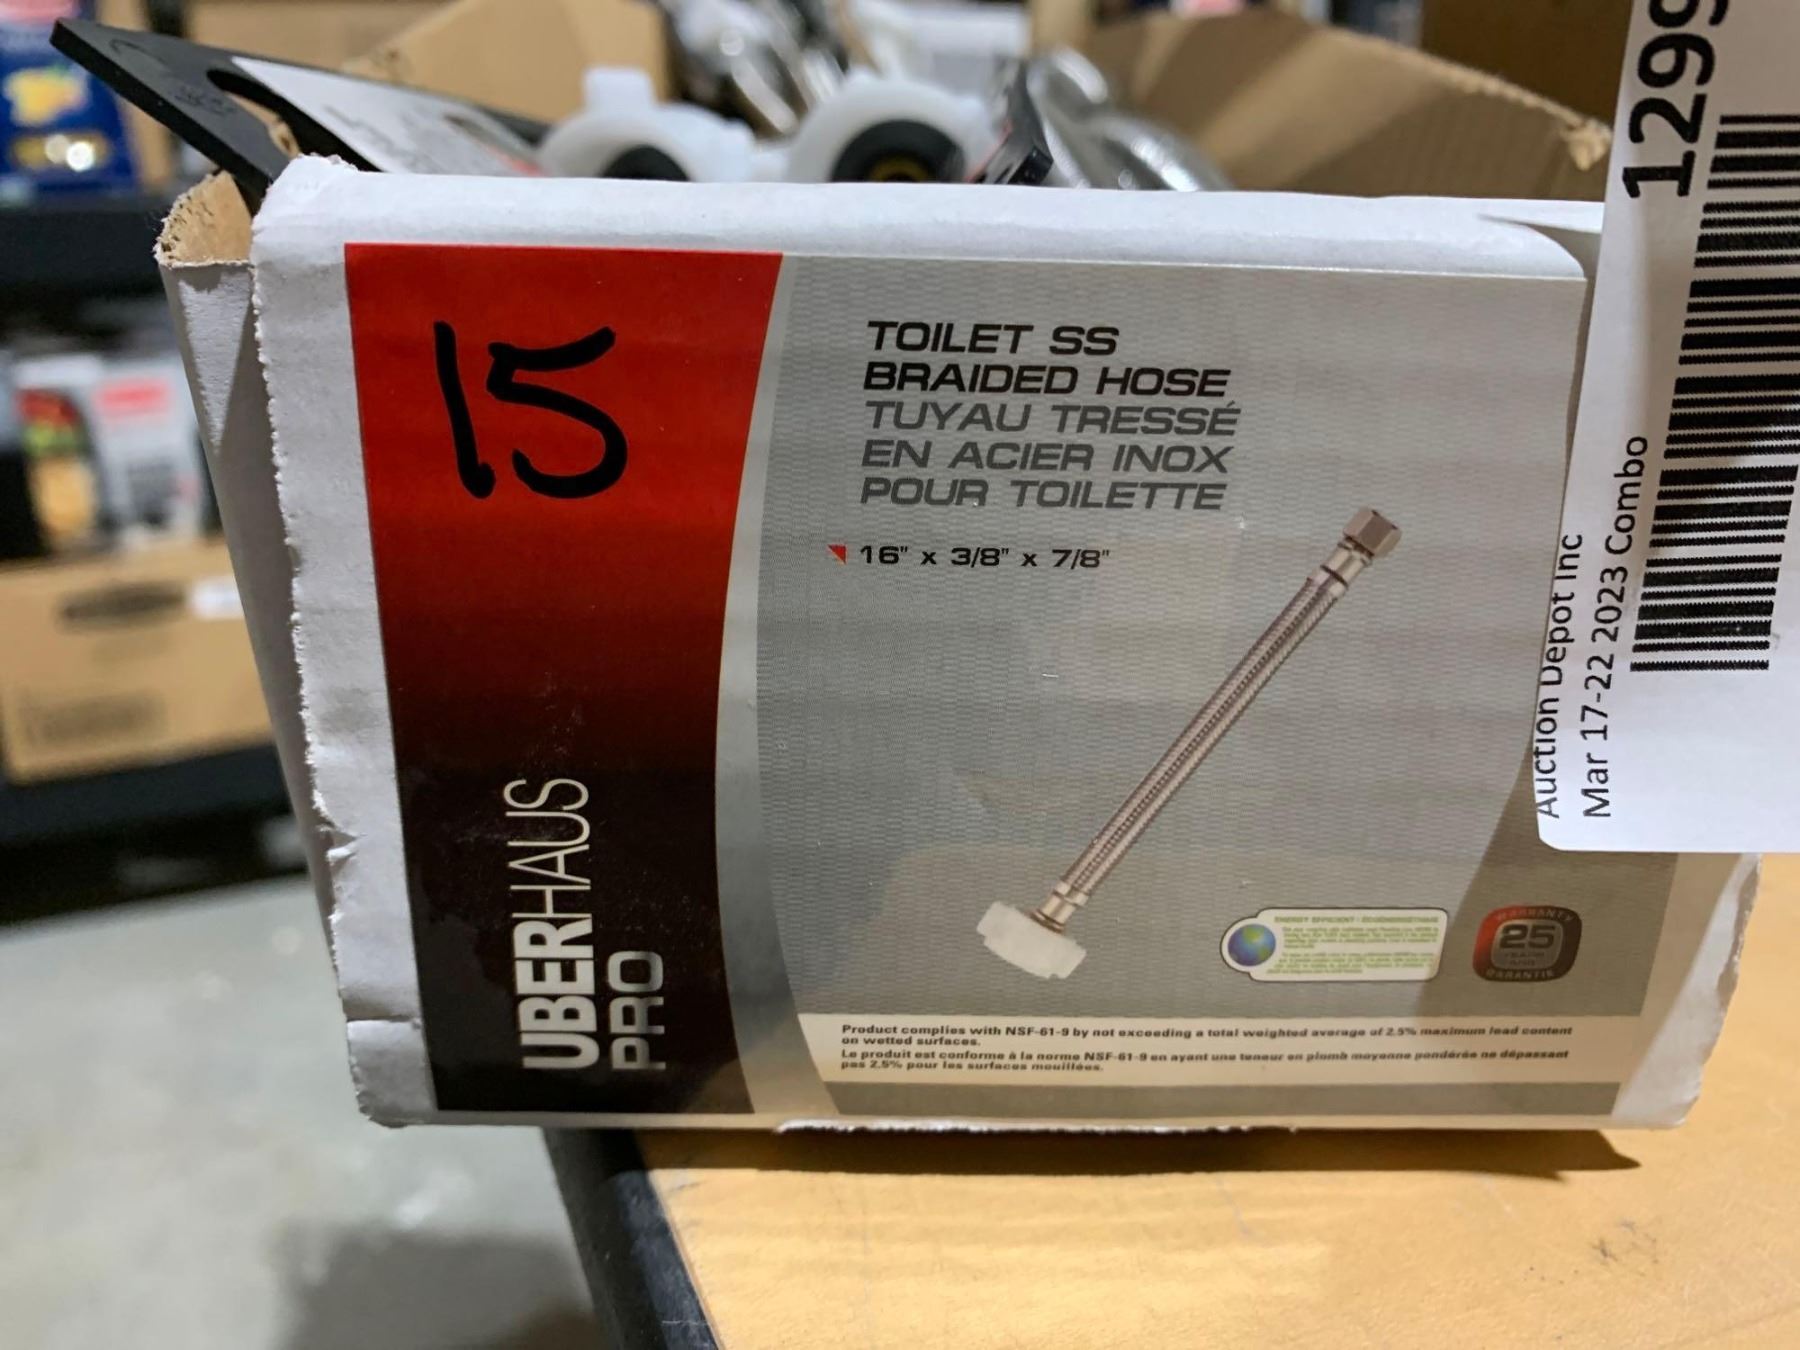 15
TOILET SS
BRAIDED HOSE
TUYAU TRESSÉ
EN ACIER INOX
POUR TOILETTE
16" x 3/8" x 7/8"
UBERHAUS
PRO
ENERGY EFFICIENT
WARRANTY
25
GARANTIE
Product complies with NSF-61-9 by not exceeding a total weighted average of 2.5% maximum lead content
on wetted surfaces.
Le produit est conforme à la norme NSF-61-9 en ayant une teneur en plomb moyenne pondérée ne dépassant
pas 2.5% pour les surfaces mouillées.
1299
Auction Depot Inc
Mar 17-22 2023 Combo